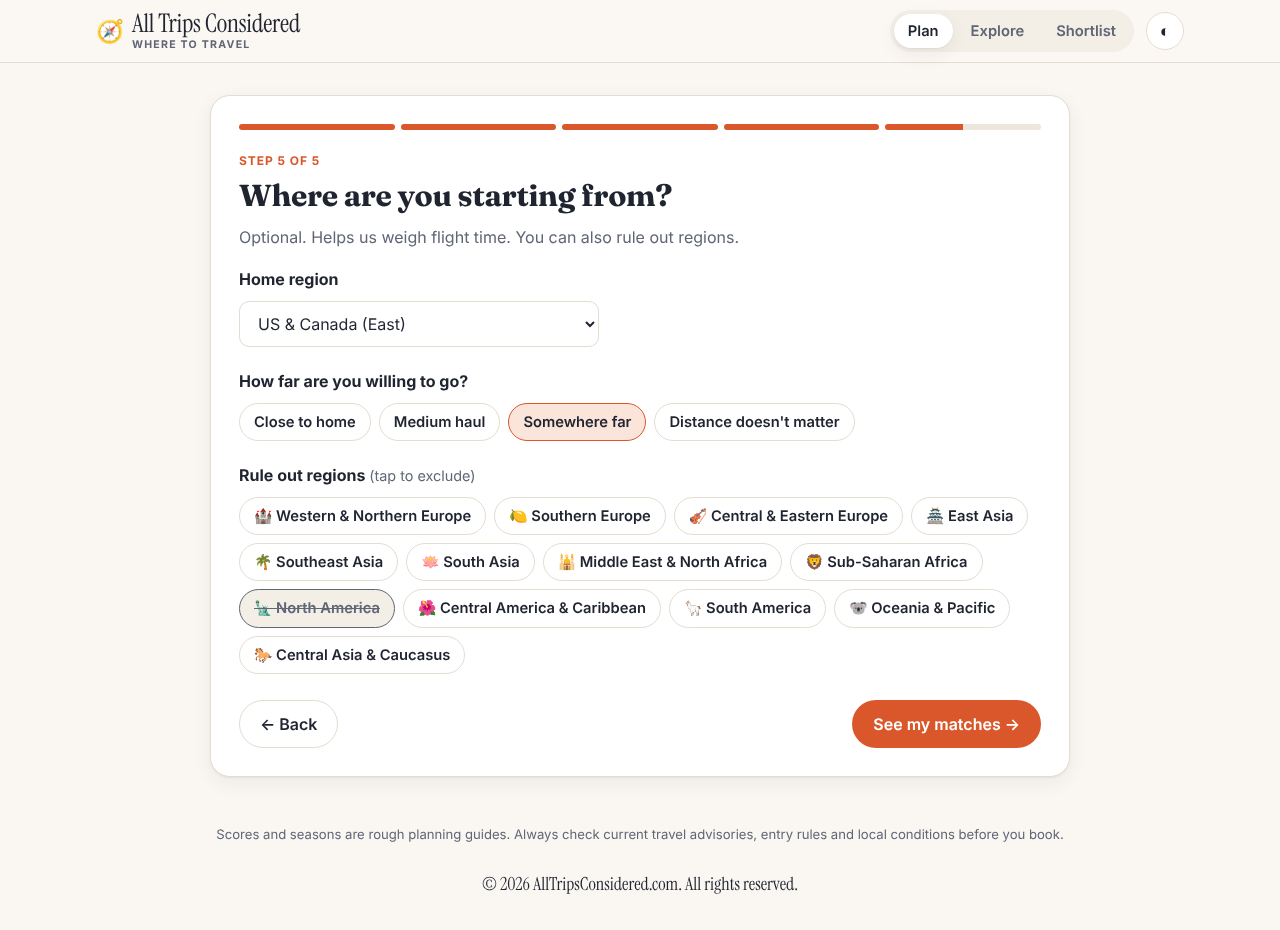 All Trips Considered
WHERE TO TRAVEL
Plan Explore Shortlist
STEP 5 OF 5
Where are you starting from?
Optional. Helps us weigh flight time. You can also rule out regions.
Home region
US & Canada (East)
How far are you willing to go?
Close to home Medium haul Somewhere far Distance doesn't matter
Rule out regions (tap to exclude)
Western & Northern Europe Southern Europe Central & Eastern Europe East Asia
Southeast Asia South Asia Middle East & North Africa Sub-Saharan Africa
North America Central America & Caribbean South America Oceania & Pacific
Central Asia & Caucasus
← Back See my matches →
Scores and seasons are rough planning guides. Always check current travel advisories, entry rules and local conditions before you book.
© 2026 AllTripsConsidered.com. All rights reserved.